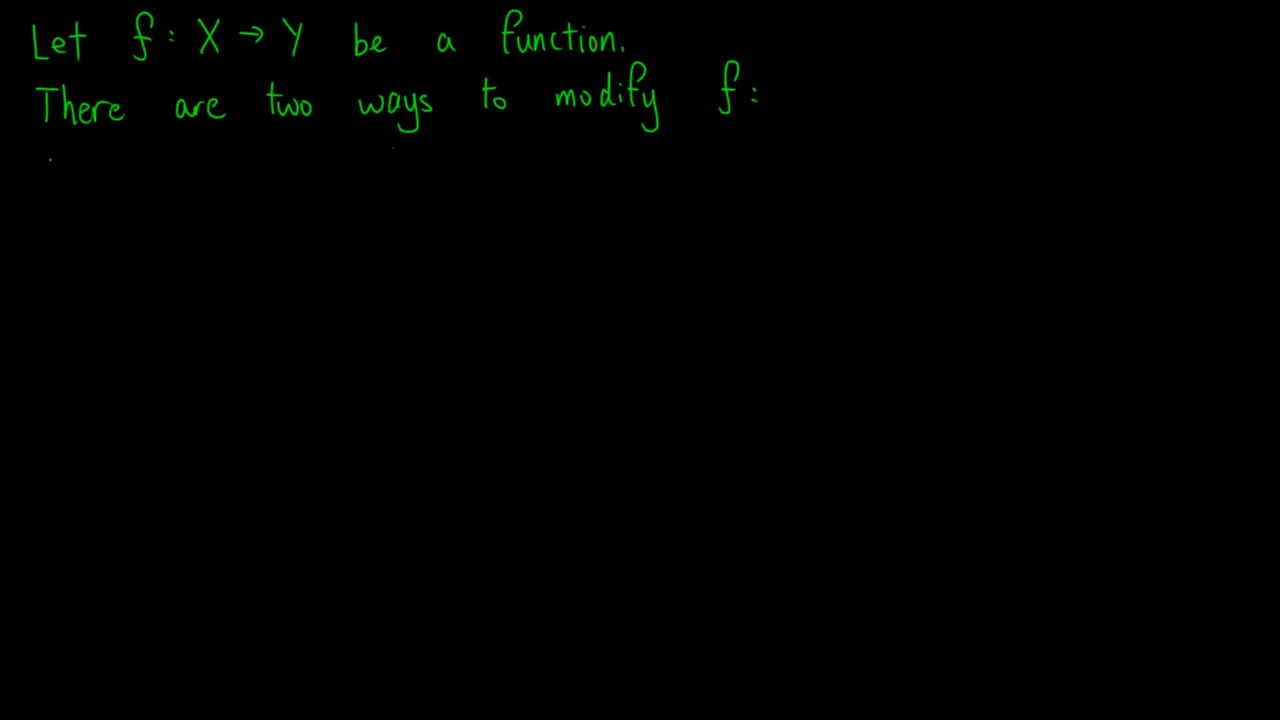 Let f: X → Y be a function.
There are two ways to modify f: